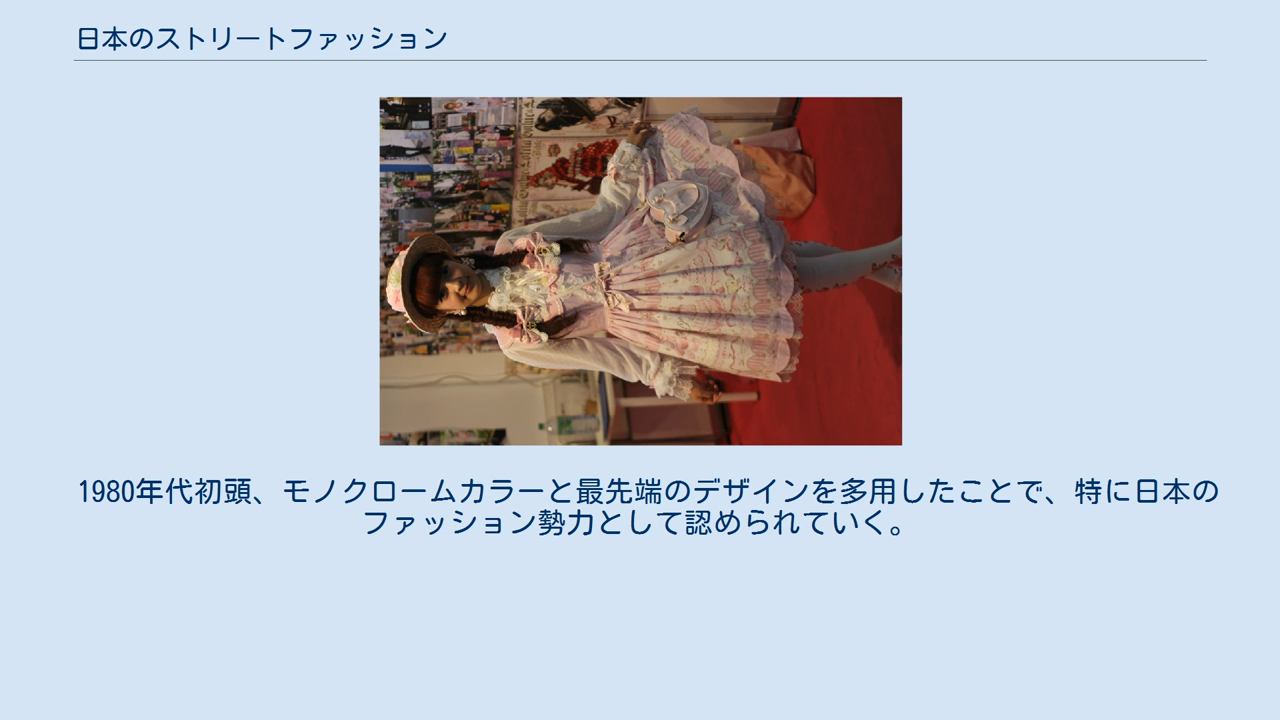 日本のストリートファッション
1980年代初頭、モノクロームカラーと最先端のデザインを多用したことで、特に日本の
ファッション勢力として認められていく。